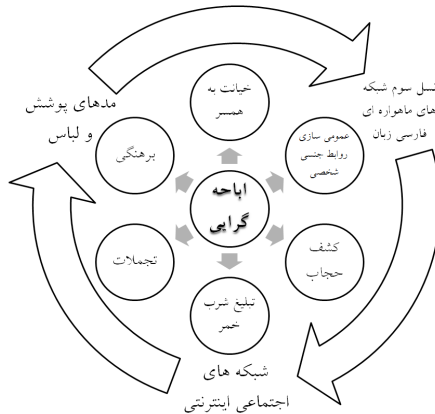 نسل سوم شبکه
های ماهواره ای
فارسی زبان
مدهای پوشش
و لباس
خیانت به
همسر
عمومی سازی
روابط جنسی
شخصی
برهنگی
اباحه
گرایی
کشف
حجاب
تجملات
تبلیغ شرب
خمر
شبکه های
اجتماعی اینترنتی